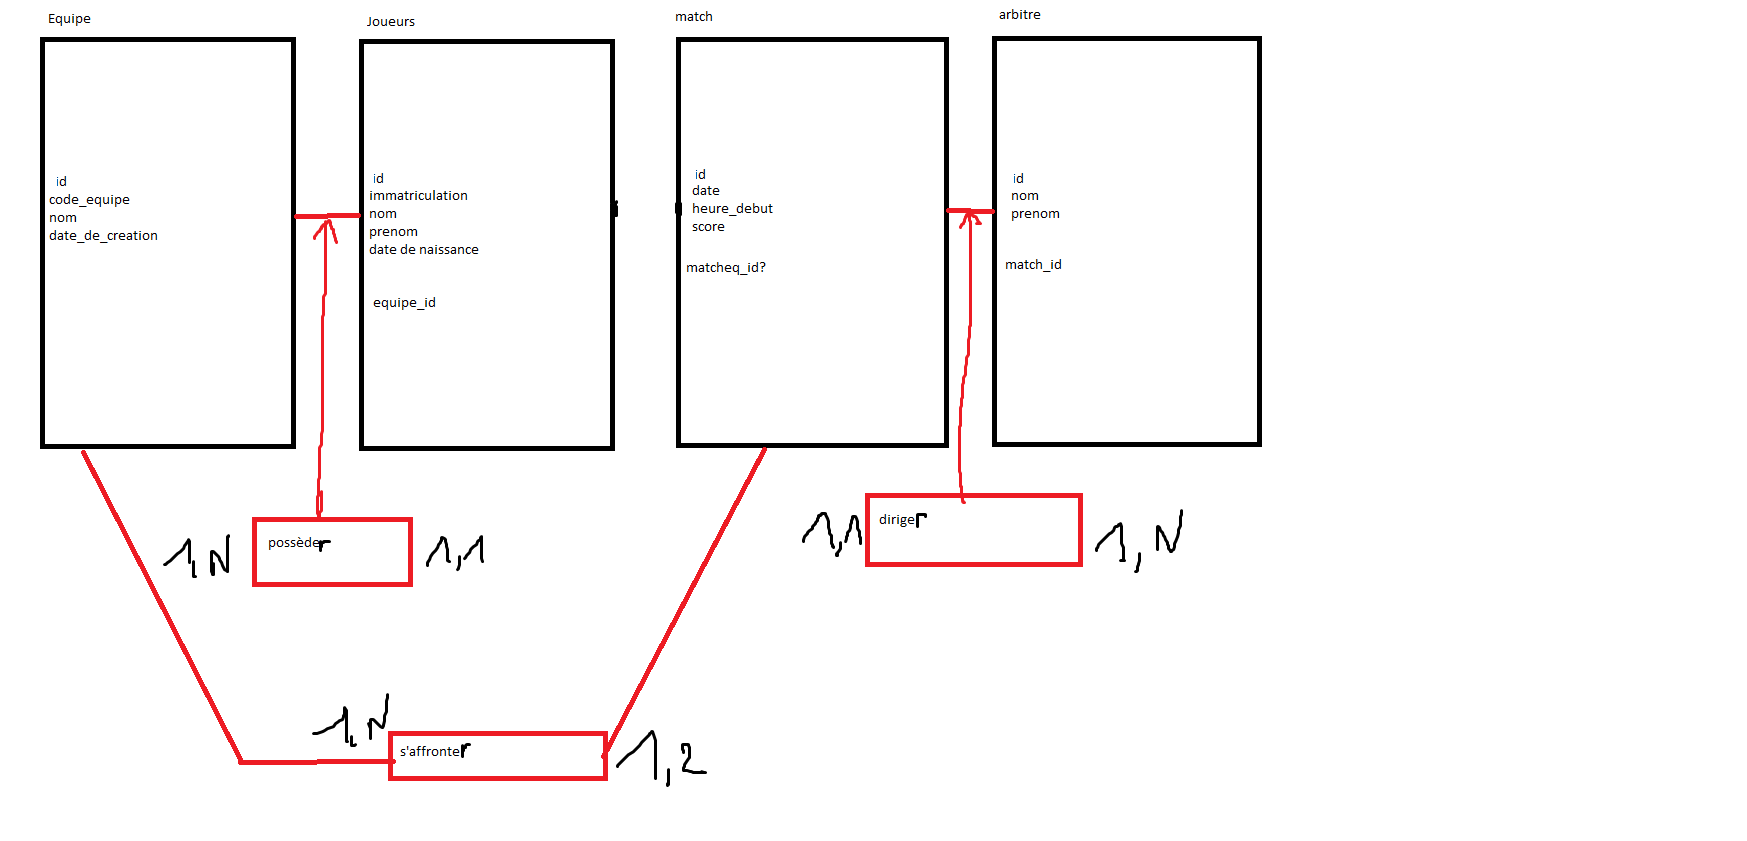 Equipe
id
code_equipe
nom
date_de_creation
Joueurs
id
immatriculation
nom
prenom
date de naissance
equipe_id
match
id
date
heure_debut
score
matcheq_id?
arbitre
id
nom
prenom
match_id
1,N
possèder
1,1
1,1
diriger
1,N
1,N
s'affronter
1,2